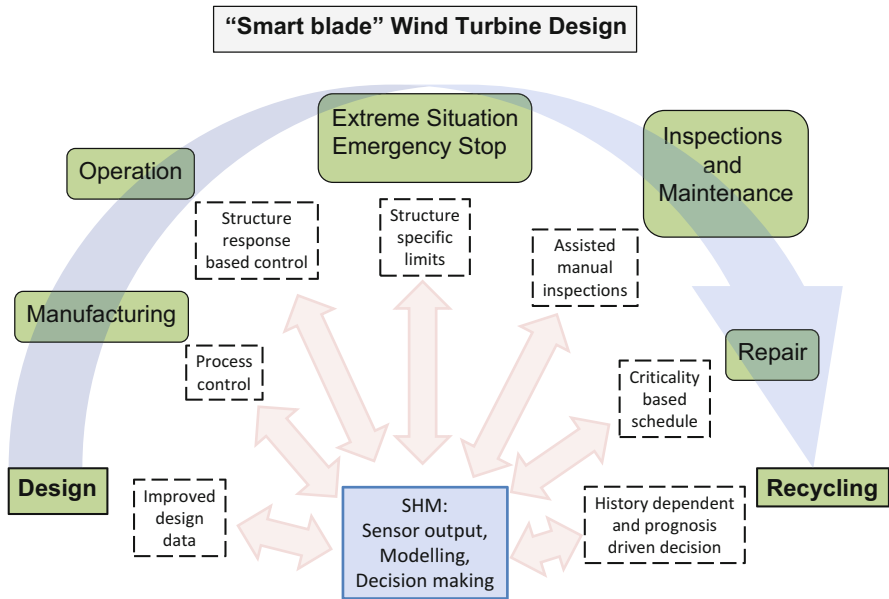 “Smart blade” Wind Turbine Design
Extreme Situation
Emergency Stop
Inspections
and
Maintenance
Operation
Structure
response
based control
Structure
specific
limits
Assisted
manual
inspections
Manufacturing
Process
control
Repair
Criticality
based
schedule
Design
Improved
design
data
SHM:
Sensor output,
Modelling,
Decision making
History dependent
and prognosis
driven decision
Recycling